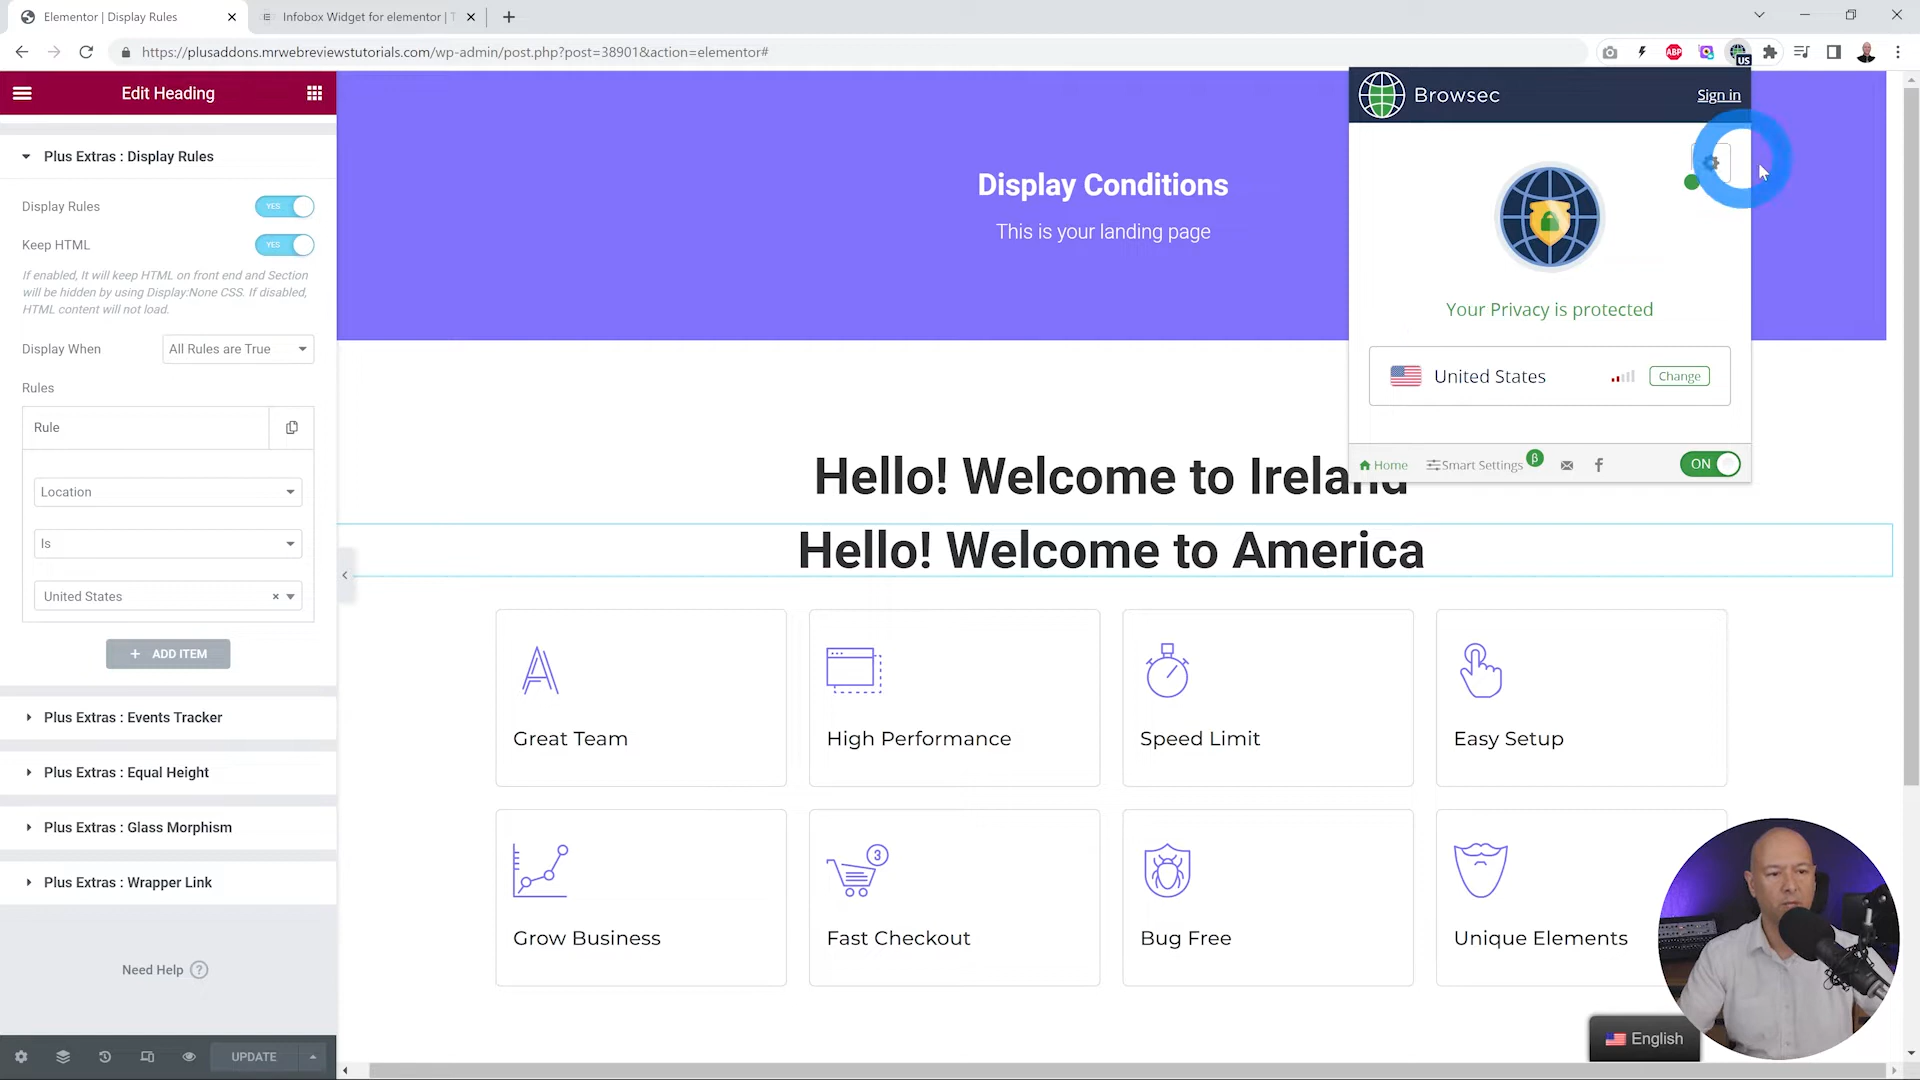 Elementor | Display Rules
Infobox Widget for elementor | T
https://plusaddons.mrwebreviewstutorials.com/wp-admin/post.php?post=38901&action=elementor#
ABP
US
Edit Heading
Plus Extras : Display Rules
Display Rules
YES
Keep HTML
YES
If enabled, It will keep HTML on front end and Section
will be hidden by using Display:None CSS. If disabled,
HTML content will not load.
Display When
All Rules are True
Rules
Rule
Location
Is
United States
ADD ITEM
Plus Extras : Events Tracker
Plus Extras : Equal Height
Plus Extras : Glass Morphism
Plus Extras : Wrapper Link
Need Help
UPDATE
Display Conditions
This is your landing page
Browsec
Sign in
Your Privacy is protected
United States
Change
Home
Smart Settings
β
ON
Hello! Welcome to Ireland
Hello! Welcome to America
Great Team
High Performance
Speed Limit
Easy Setup
3
Grow Business
Fast Checkout
Bug Free
Unique Elements
English